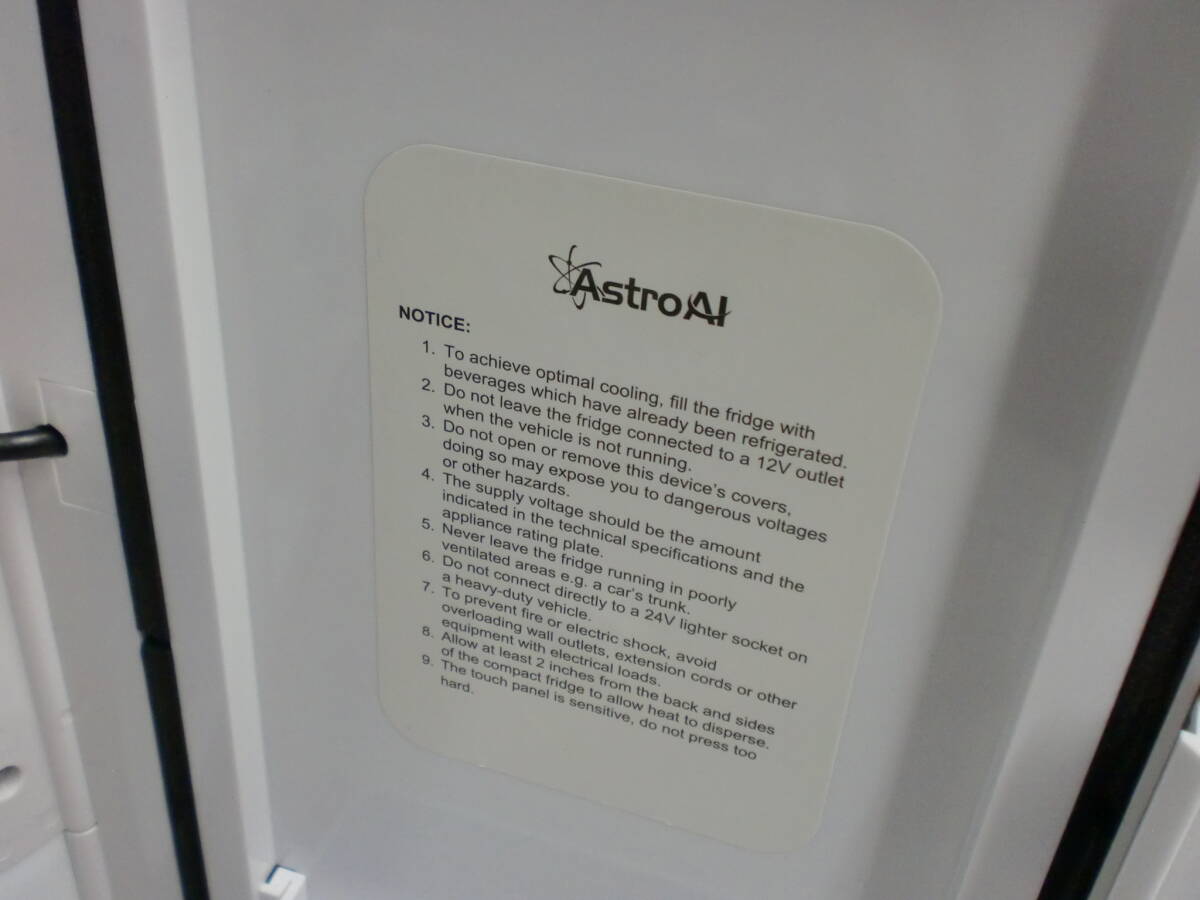 AstroAI
NOTICE:
1. To achieve optimal cooling, fill the fridge with
beverages which have already been refrigerated.
2. Do not leave the fridge connected to a 12V outlet
when the vehicle is not running.
3. Do not open or remove this device's covers,
doing so may expose you to dangerous voltages
or other hazards.
4. The supply voltage should be the amount
indicated in the technical specifications and the
appliance rating plate.
5. Never leave the fridge running in poorly
ventilated areas e.g. a car's trunk.
6. Do not connect directly to a 24V lighter socket on
a heavy-duty vehicle.
7. To prevent fire or electric shock, avoid
overloading wall outlets, extension cords or other
equipment with electrical loads.
8. Allow at least 2 inches from the back and sides
of the compact fridge to allow heat to disperse.
9. The touch panel is sensitive, do not press too
hard.